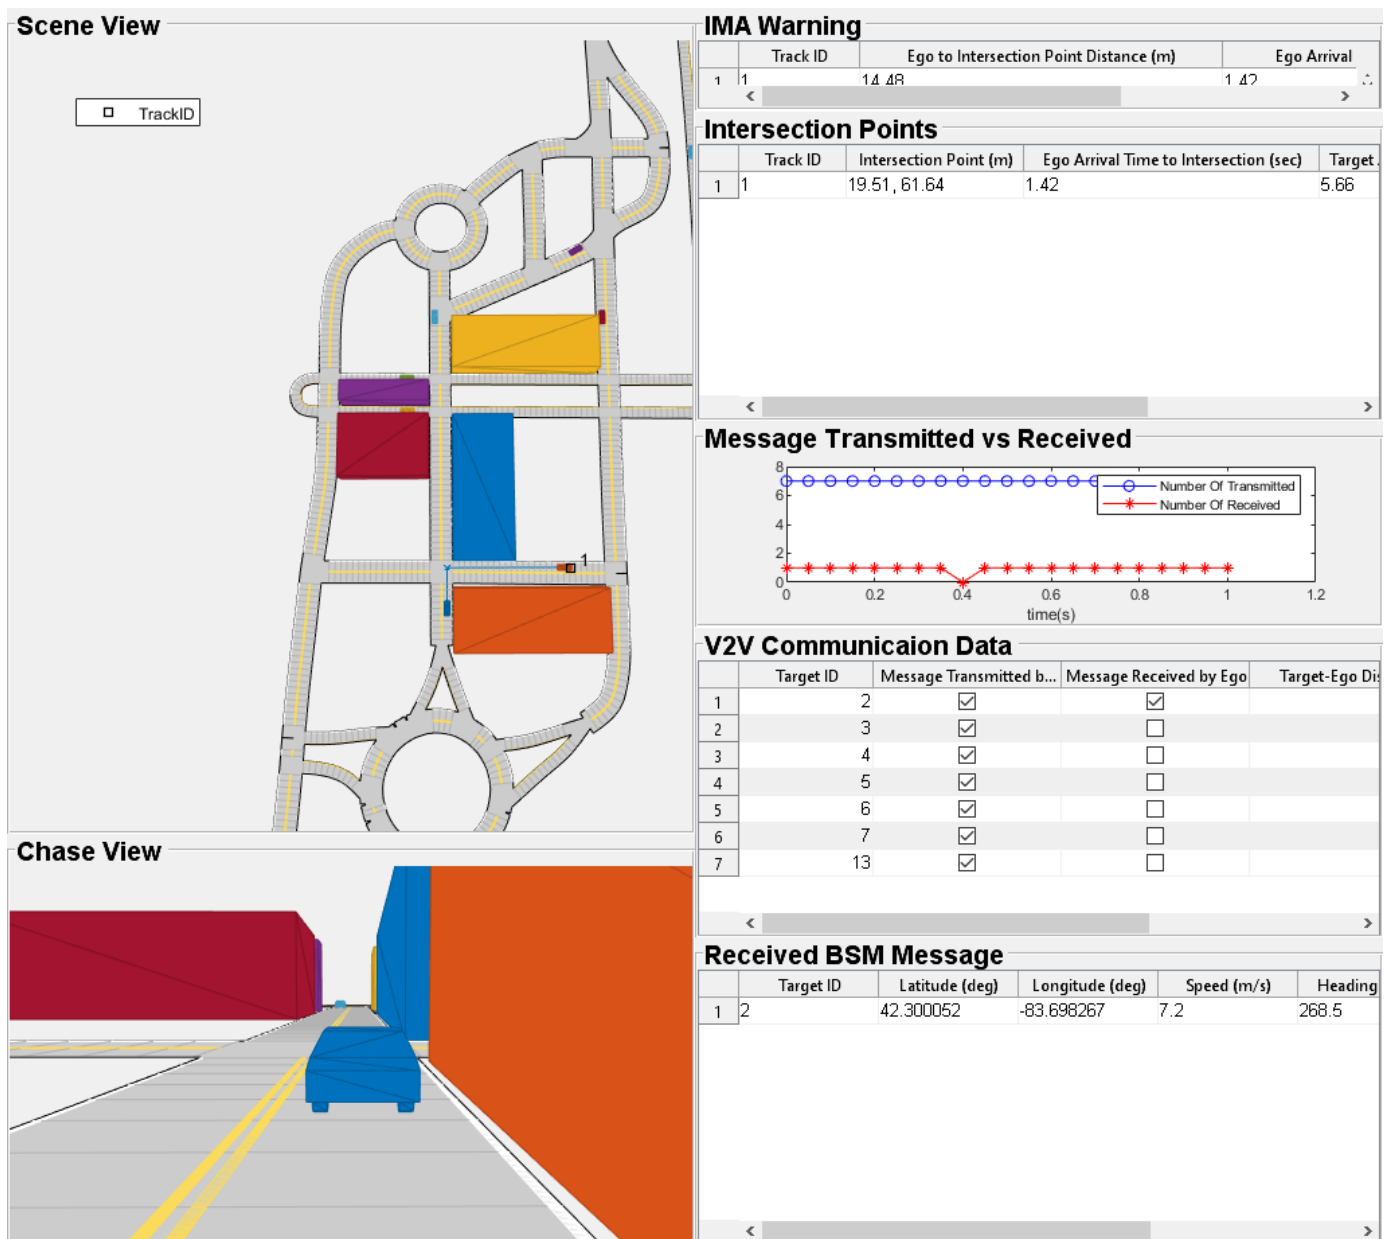 Scene View
TrackID
1
IMA Warning
Track ID Ego to Intersection Point Distance (m) Ego Arrival
1 1 14.48 1.42
Intersection Points
Track ID Intersection Point (m) Ego Arrival Time to Intersection (sec) Target
1 1 19.51, 61.64 1.42 5.66
Message Transmitted vs Received
8
6
4
2
0
Number Of Transmitted
Number Of Received
0 0.2 0.4 0.6 0.8 1 1.2
time(s)
V2V Communicaion Data
Target ID Message Transmitted b... Message Received by Ego Target-Ego Dis
1 2
2 3
3 4
4 5
5 6
6 7
7 13
Chase View
Received BSM Message
Target ID Latitude (deg) Longitude (deg) Speed (m/s) Heading
1 2 42.300052 -83.698267 7.2 268.5